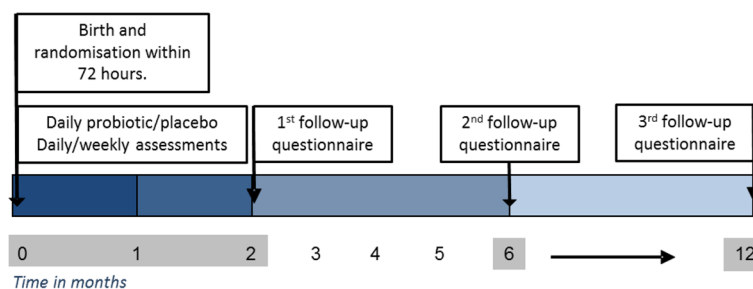 Birth and
randomisation within
72 hours.
Daily probiotic/placebo
Daily/weekly assessments
1st follow-up
questionnaire
2nd follow-up
questionnaire
3rd follow-up
questionnaire
0 1 2 3 4 5 6 12
Time in months